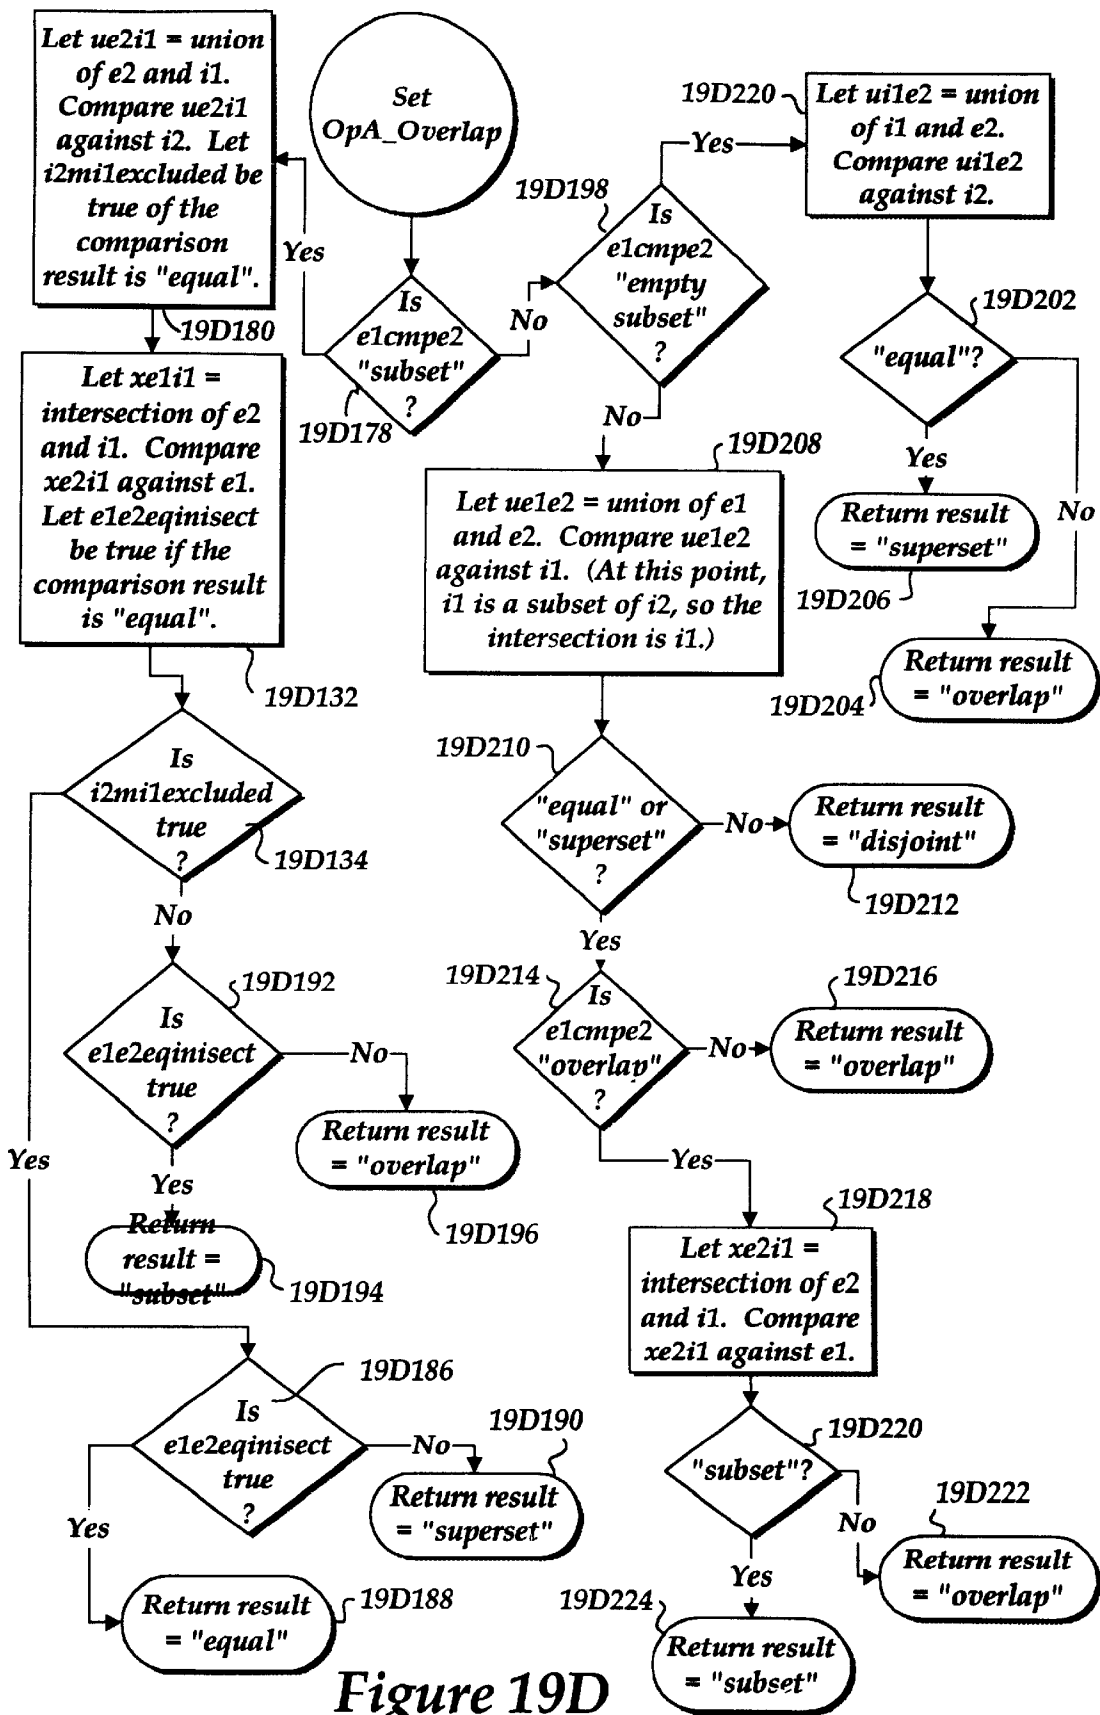 Let ue2i1 = union
of e2 and i1.
Compare ue2i1
against i2. Let
i2mi1excluded be
true of the
comparison
result is "equal".
19D180
Set
OpA_Overlap
Yes
Is
e1cmpe2
"subset"
?
19D178
No
19D198
Is
e1cmpe2
"empty
subset"
?
Yes
No
19D220
Let ui1e2 = union
of i1 and e2.
Compare ui1e2
against i2.
19D202
"equal"?
Yes
No
Return result
= "superset"
19D206
Return result
= "overlap"
19D204
Let xe1i1 =
intersection of e2
and i1. Compare
xe2i1 against e1.
Let e1e2eqinisect
be true if the
comparison result
is "equal".
19D132
19D208
Let ue1e2 = union of e1
and e2. Compare ue1e2
against i1. (At this point,
i1 is a subset of i2, so the
intersection is i1.)
Is
i2mi1excluded
true
?
19D134
No
Yes
19D210
"equal" or
"superset"
?
No
Return result
= "disjoint"
19D212
Yes
19D192
Is
e1e2eqinisect
true
?
No
Return result
= "overlap"
19D196
Yes
Return
result =
"subset"
19D194
19D214
Is
e1cmpe2
"overlap"
?
No
19D216
Return result
= "overlap"
Yes
19D218
Let xe2i1 =
intersection of e2
and i1. Compare
xe2i1 against e1.
19D186
Is
e1e2eqinisect
true
?
No
19D190
Return result
= "superset"
Yes
Return result
= "equal"
19D188
19D220
"subset"?
No
19D222
Return result
= "overlap"
Yes
19D224
Return result
= "subset"
Figure 19D